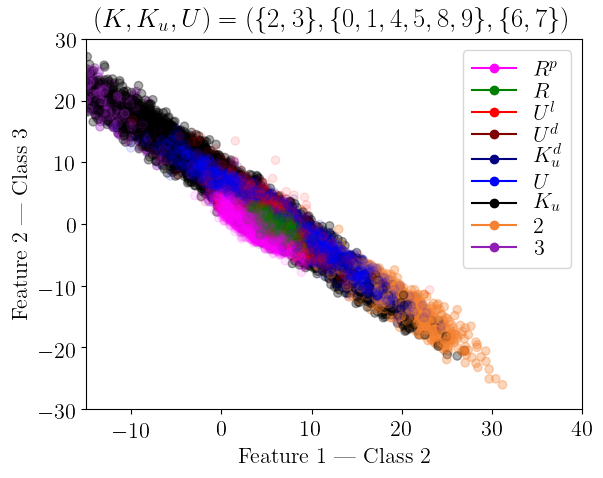 (K, K_u, U) = ({2, 3}, {0, 1, 4, 5, 8, 9}, {6, 7})
30
20
10
0
−10
−20
−30
Feature 2 — Class 3
R^p
R
U^l
U^d
K_u^d
U
K_u
2
3
−10
0
10
20
30
40
Feature 1 — Class 2